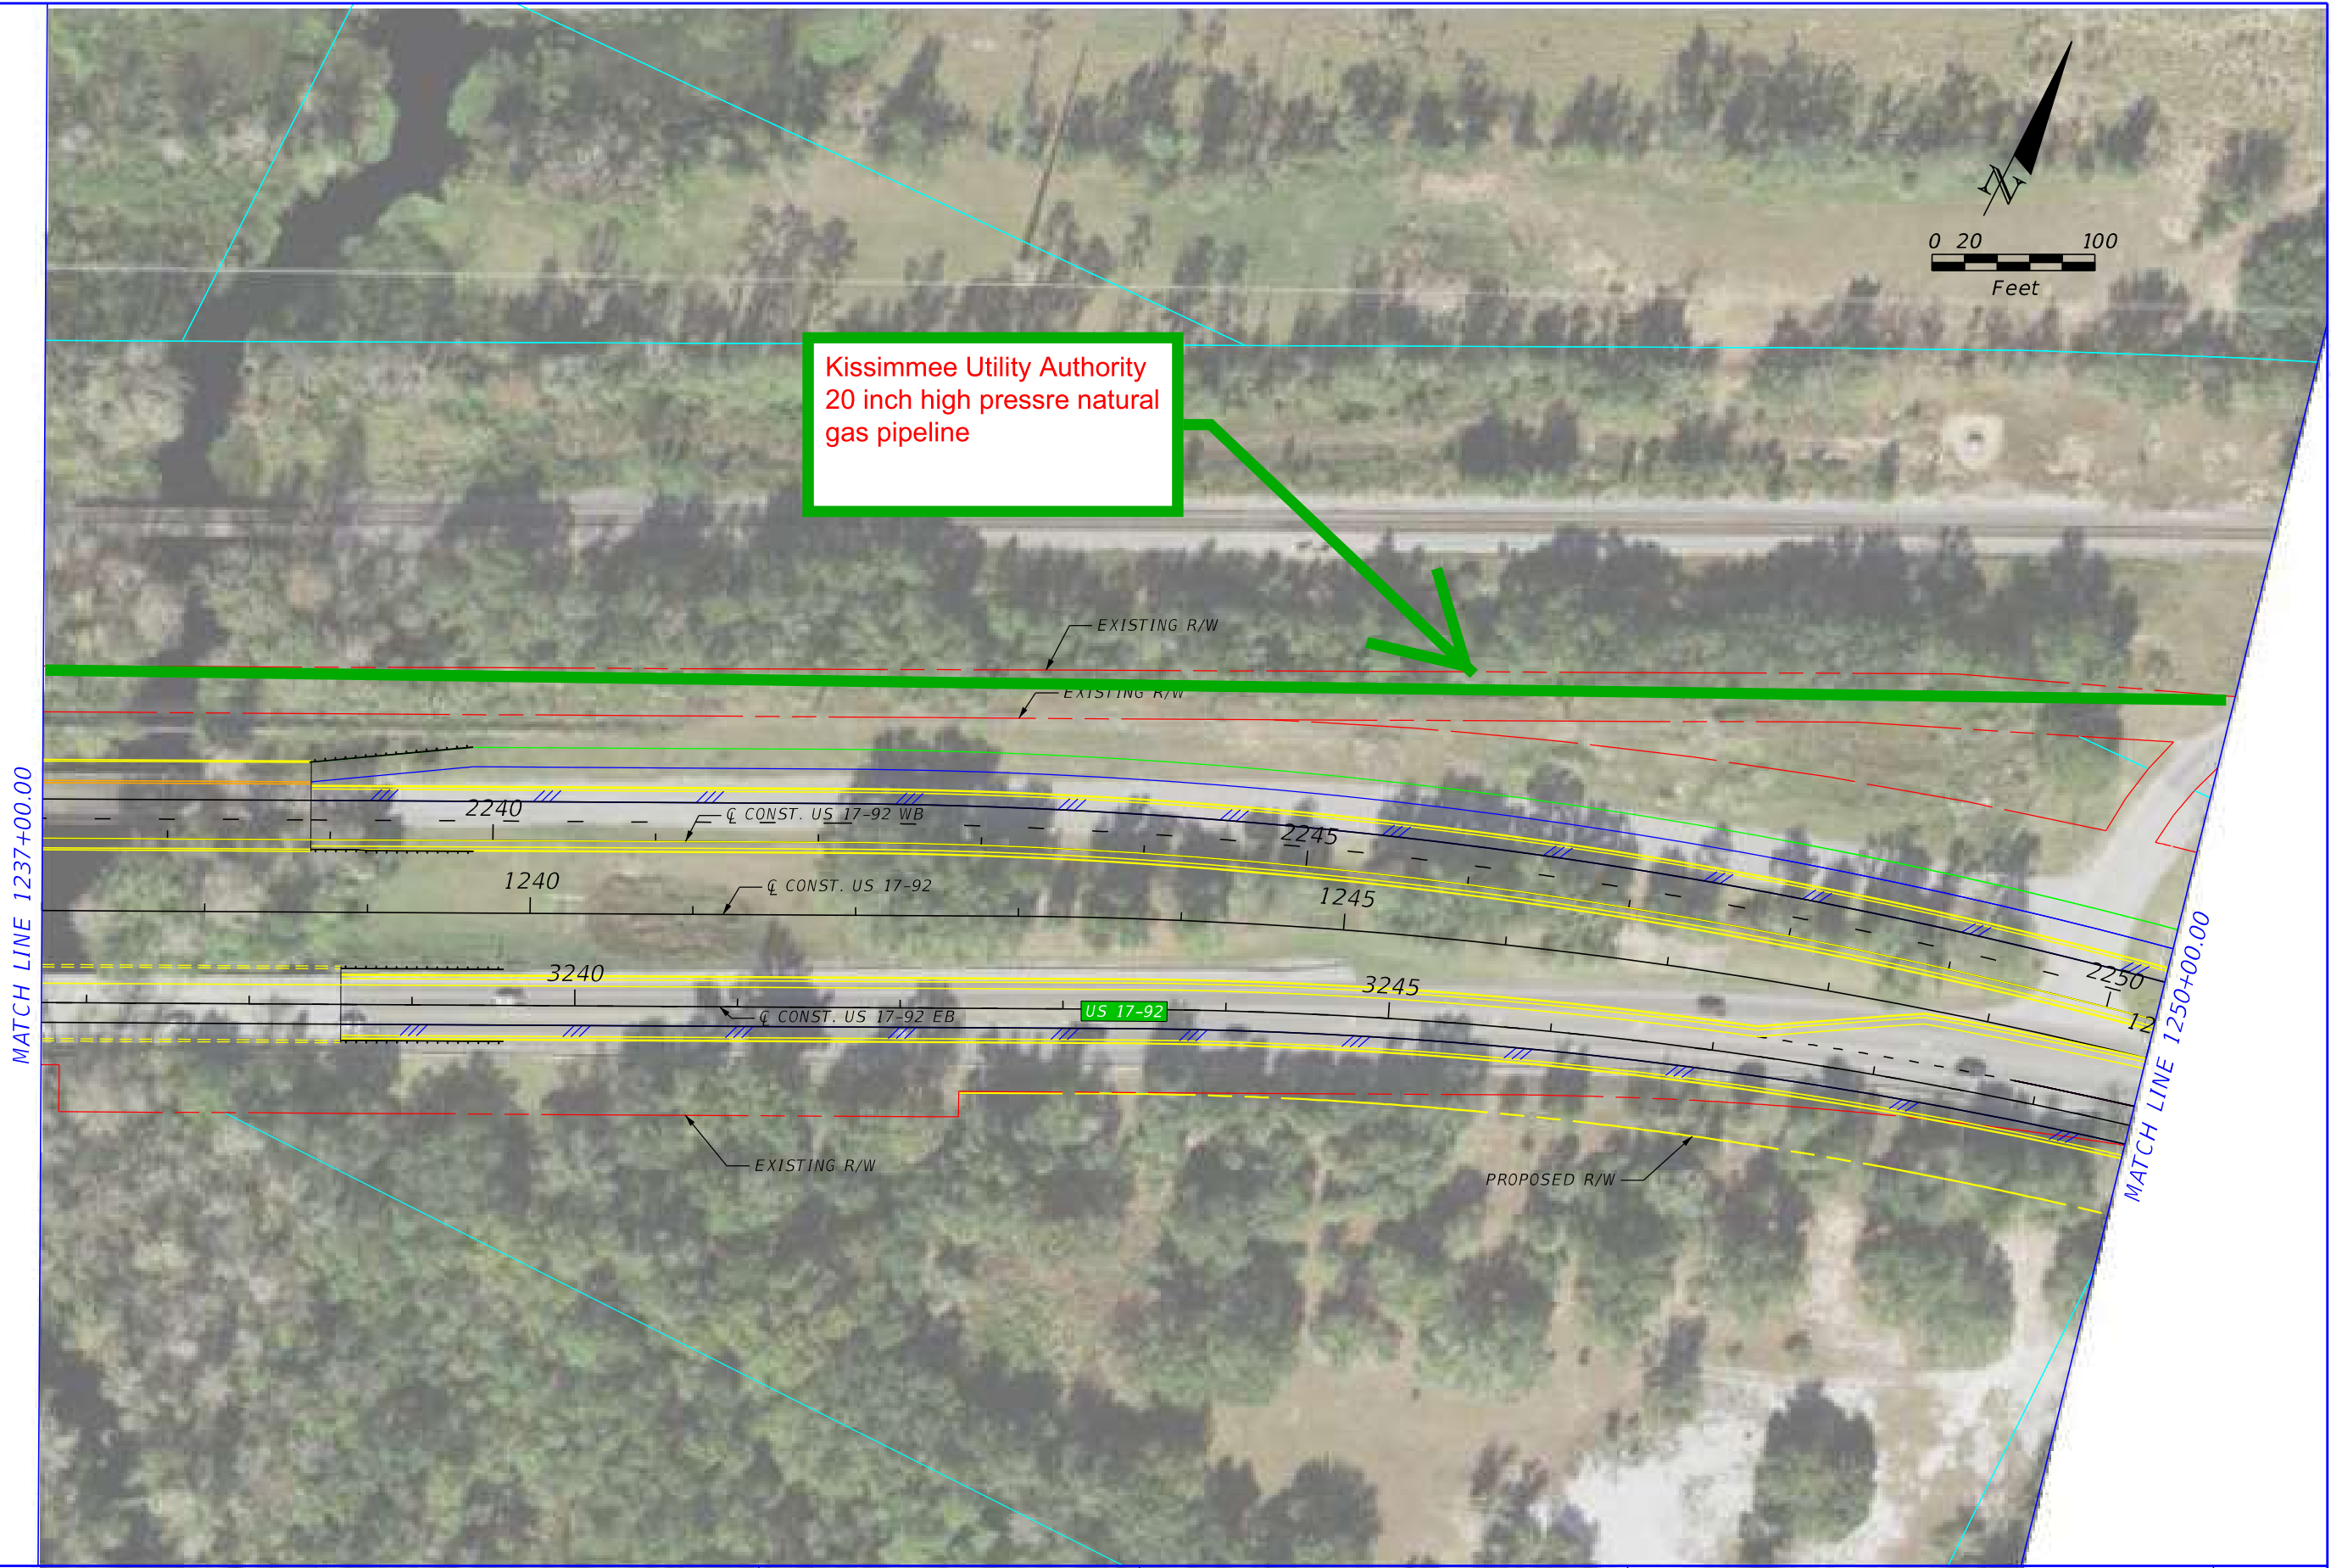 N
0 20 100
Feet
Kissimmee Utility Authority
20 inch high pressre natural
gas pipeline
EXISTING R/W
EXISTING R/W
MATCH LINE 1237+00.00
2240
℄ CONST. US 17-92 WB
2245
1240
℄ CONST. US 17-92
1245
3240
℄ CONST. US 17-92 EB
US 17-92
3245
2250
12
MATCH LINE 1250+00.00
EXISTING R/W
PROPOSED R/W